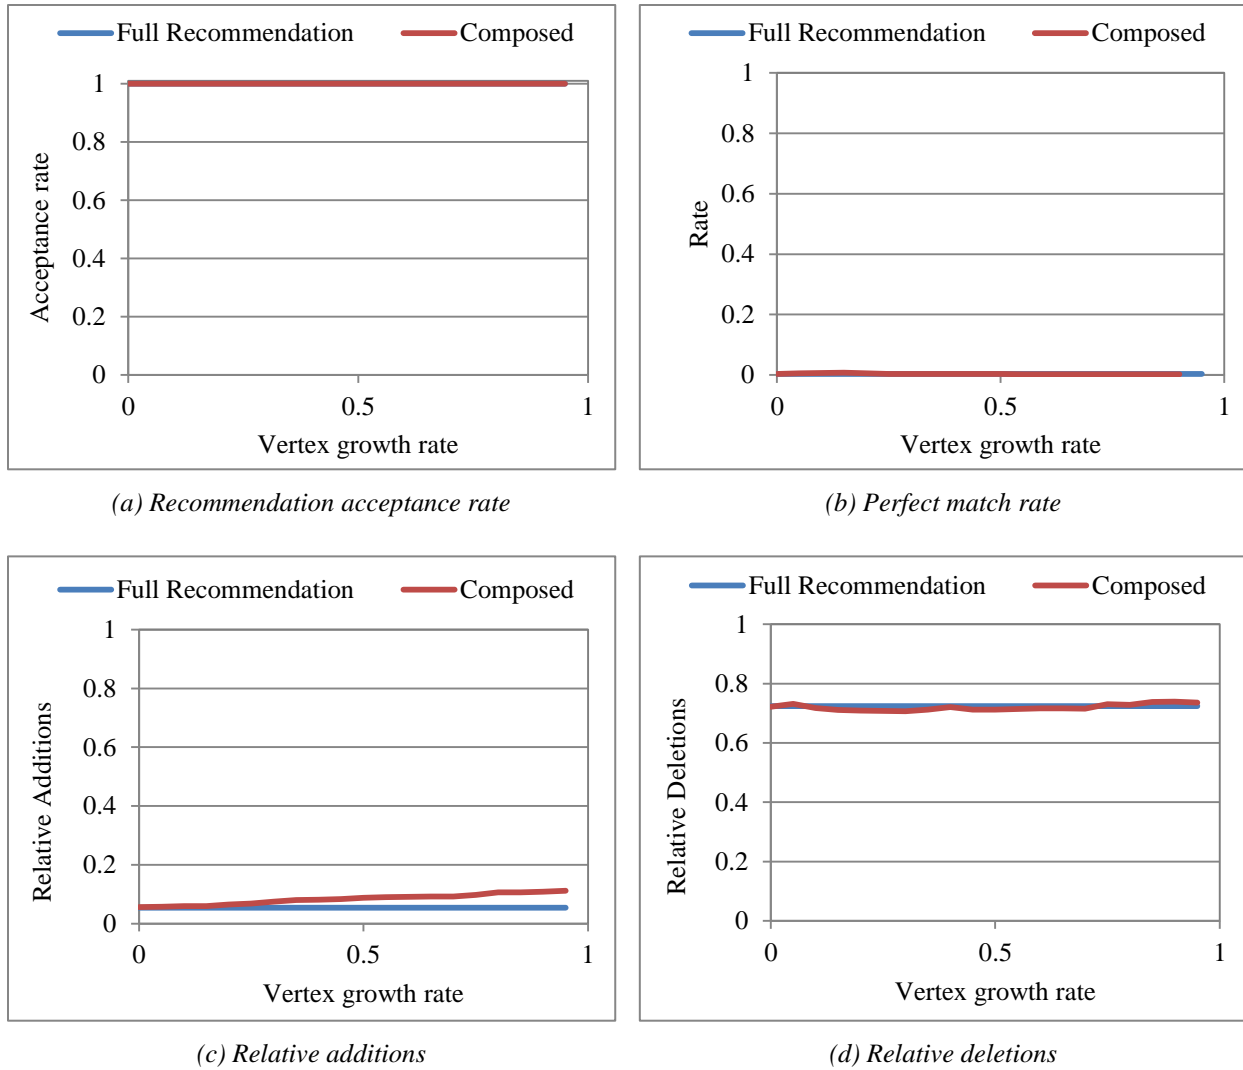 Full Recommendation Composed
1
0.8
0.6
0.4
0.2
0
Acceptance rate
0 0.5 1
Vertex growth rate
(a) Recommendation acceptance rate
Full Recommendation Composed
1
0.8
0.6
0.4
0.2
0
Rate
0 0.5 1
Vertex growth rate
(b) Perfect match rate
Full Recommendation Composed
1
0.8
0.6
0.4
0.2
0
Relative Additions
0 0.5 1
Vertex growth rate
(c) Relative additions
Full Recommendation Composed
1
0.8
0.6
0.4
0.2
0
Relative Deletions
0 0.5 1
Vertex growth rate
(d) Relative deletions